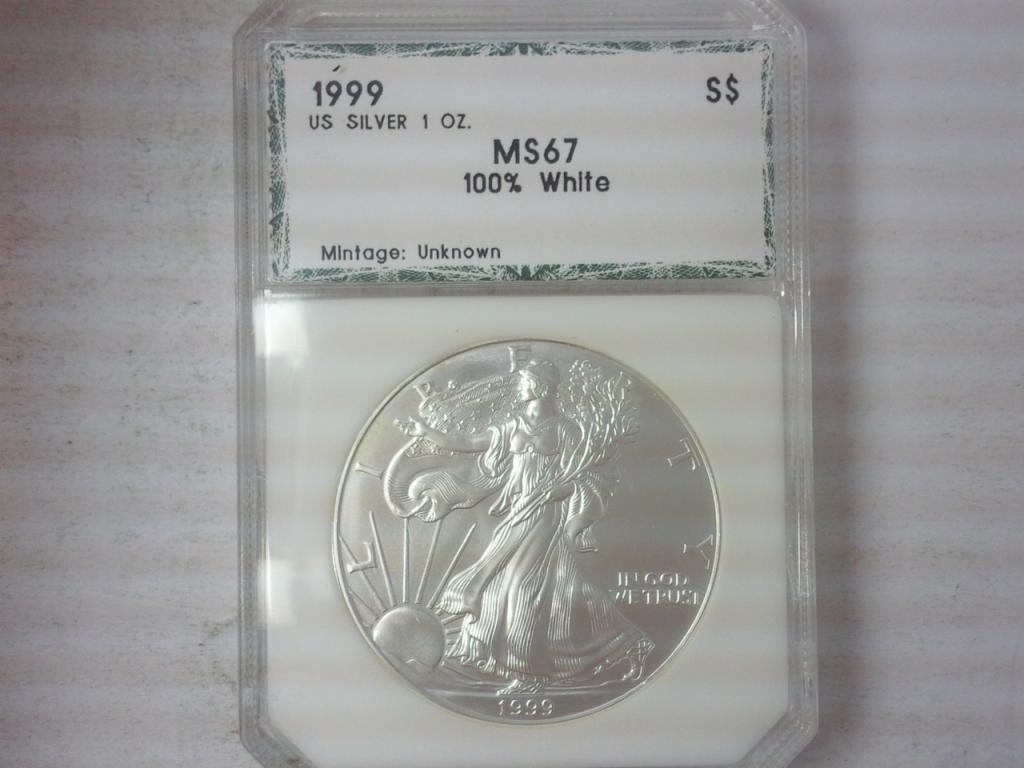 1999 S$
US SILVER 1 OZ.
MS67
100% White
Mintage: Unknown
LIBERTY
IN GOD
WE TRUST
1999